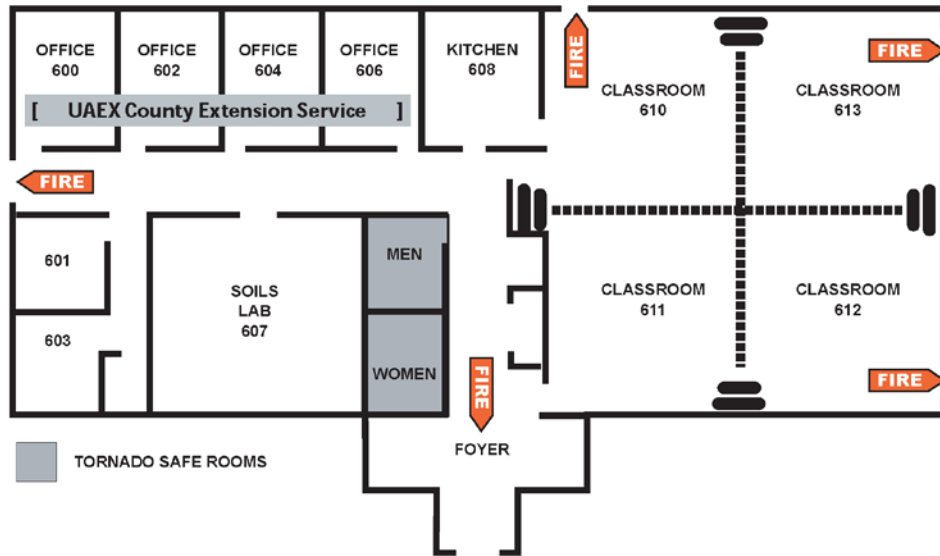 OFFICE
600
OFFICE
602
OFFICE
604
OFFICE
606
KITCHEN
608
[ UAEX County Extension Service ]
FIRE
FIRE
CLASSROOM
610
CLASSROOM
613
FIRE
601
603
SOILS
LAB
607
MEN
WOMEN
CLASSROOM
611
CLASSROOM
612
FIRE
FIRE
FOYER
TORNADO SAFE ROOMS